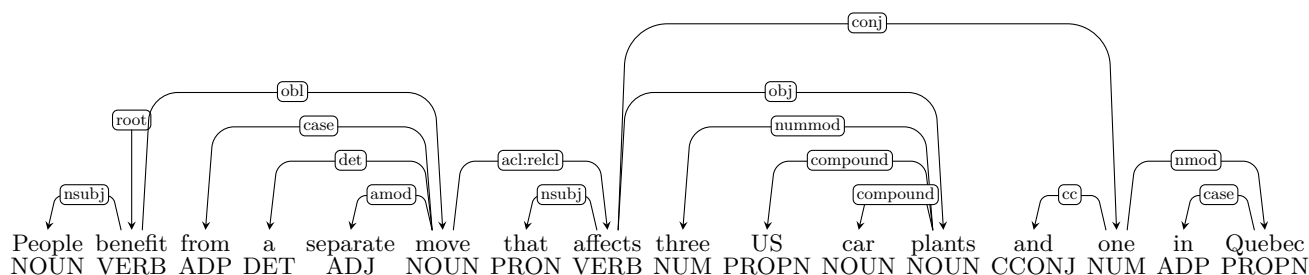 conj
obl obj
root
case nummod
det acl:relcl compound
nsubj amod nsubj compound cc nmod case
People benefit from a separate move that affects three US car plants and one in Quebec
NOUN VERB ADP DET ADJ NOUN PRON VERB NUM PROPN NOUN NOUN CCONJ NUM ADP PROPN